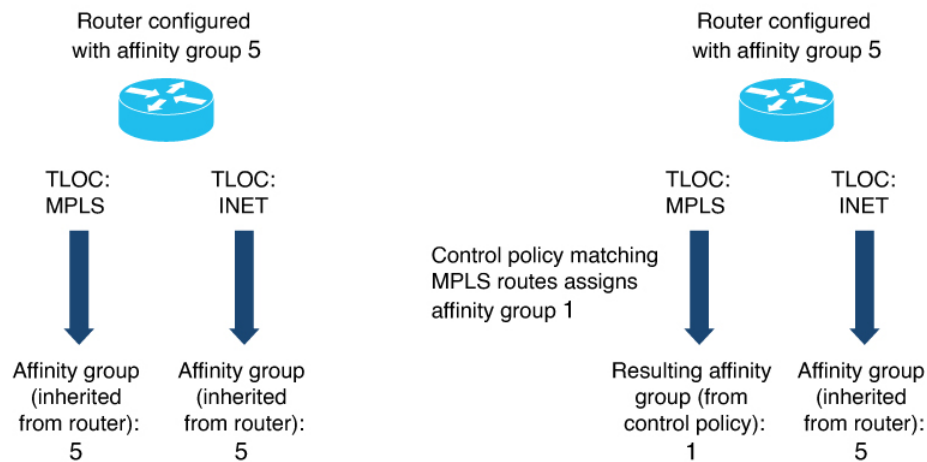 Router configured
with affinity group 5
TLOC:
MPLS
TLOC:
INET
Affinity group
(inherited
from router):
5
Affinity group
(inherited
from router):
5
Router configured
with affinity group 5
TLOC:
MPLS
TLOC:
INET
Control policy matching
MPLS routes assigns
affinity group 1
Resulting affinity
group (from
control policy):
1
Affinity group
(inherited
from router):
5